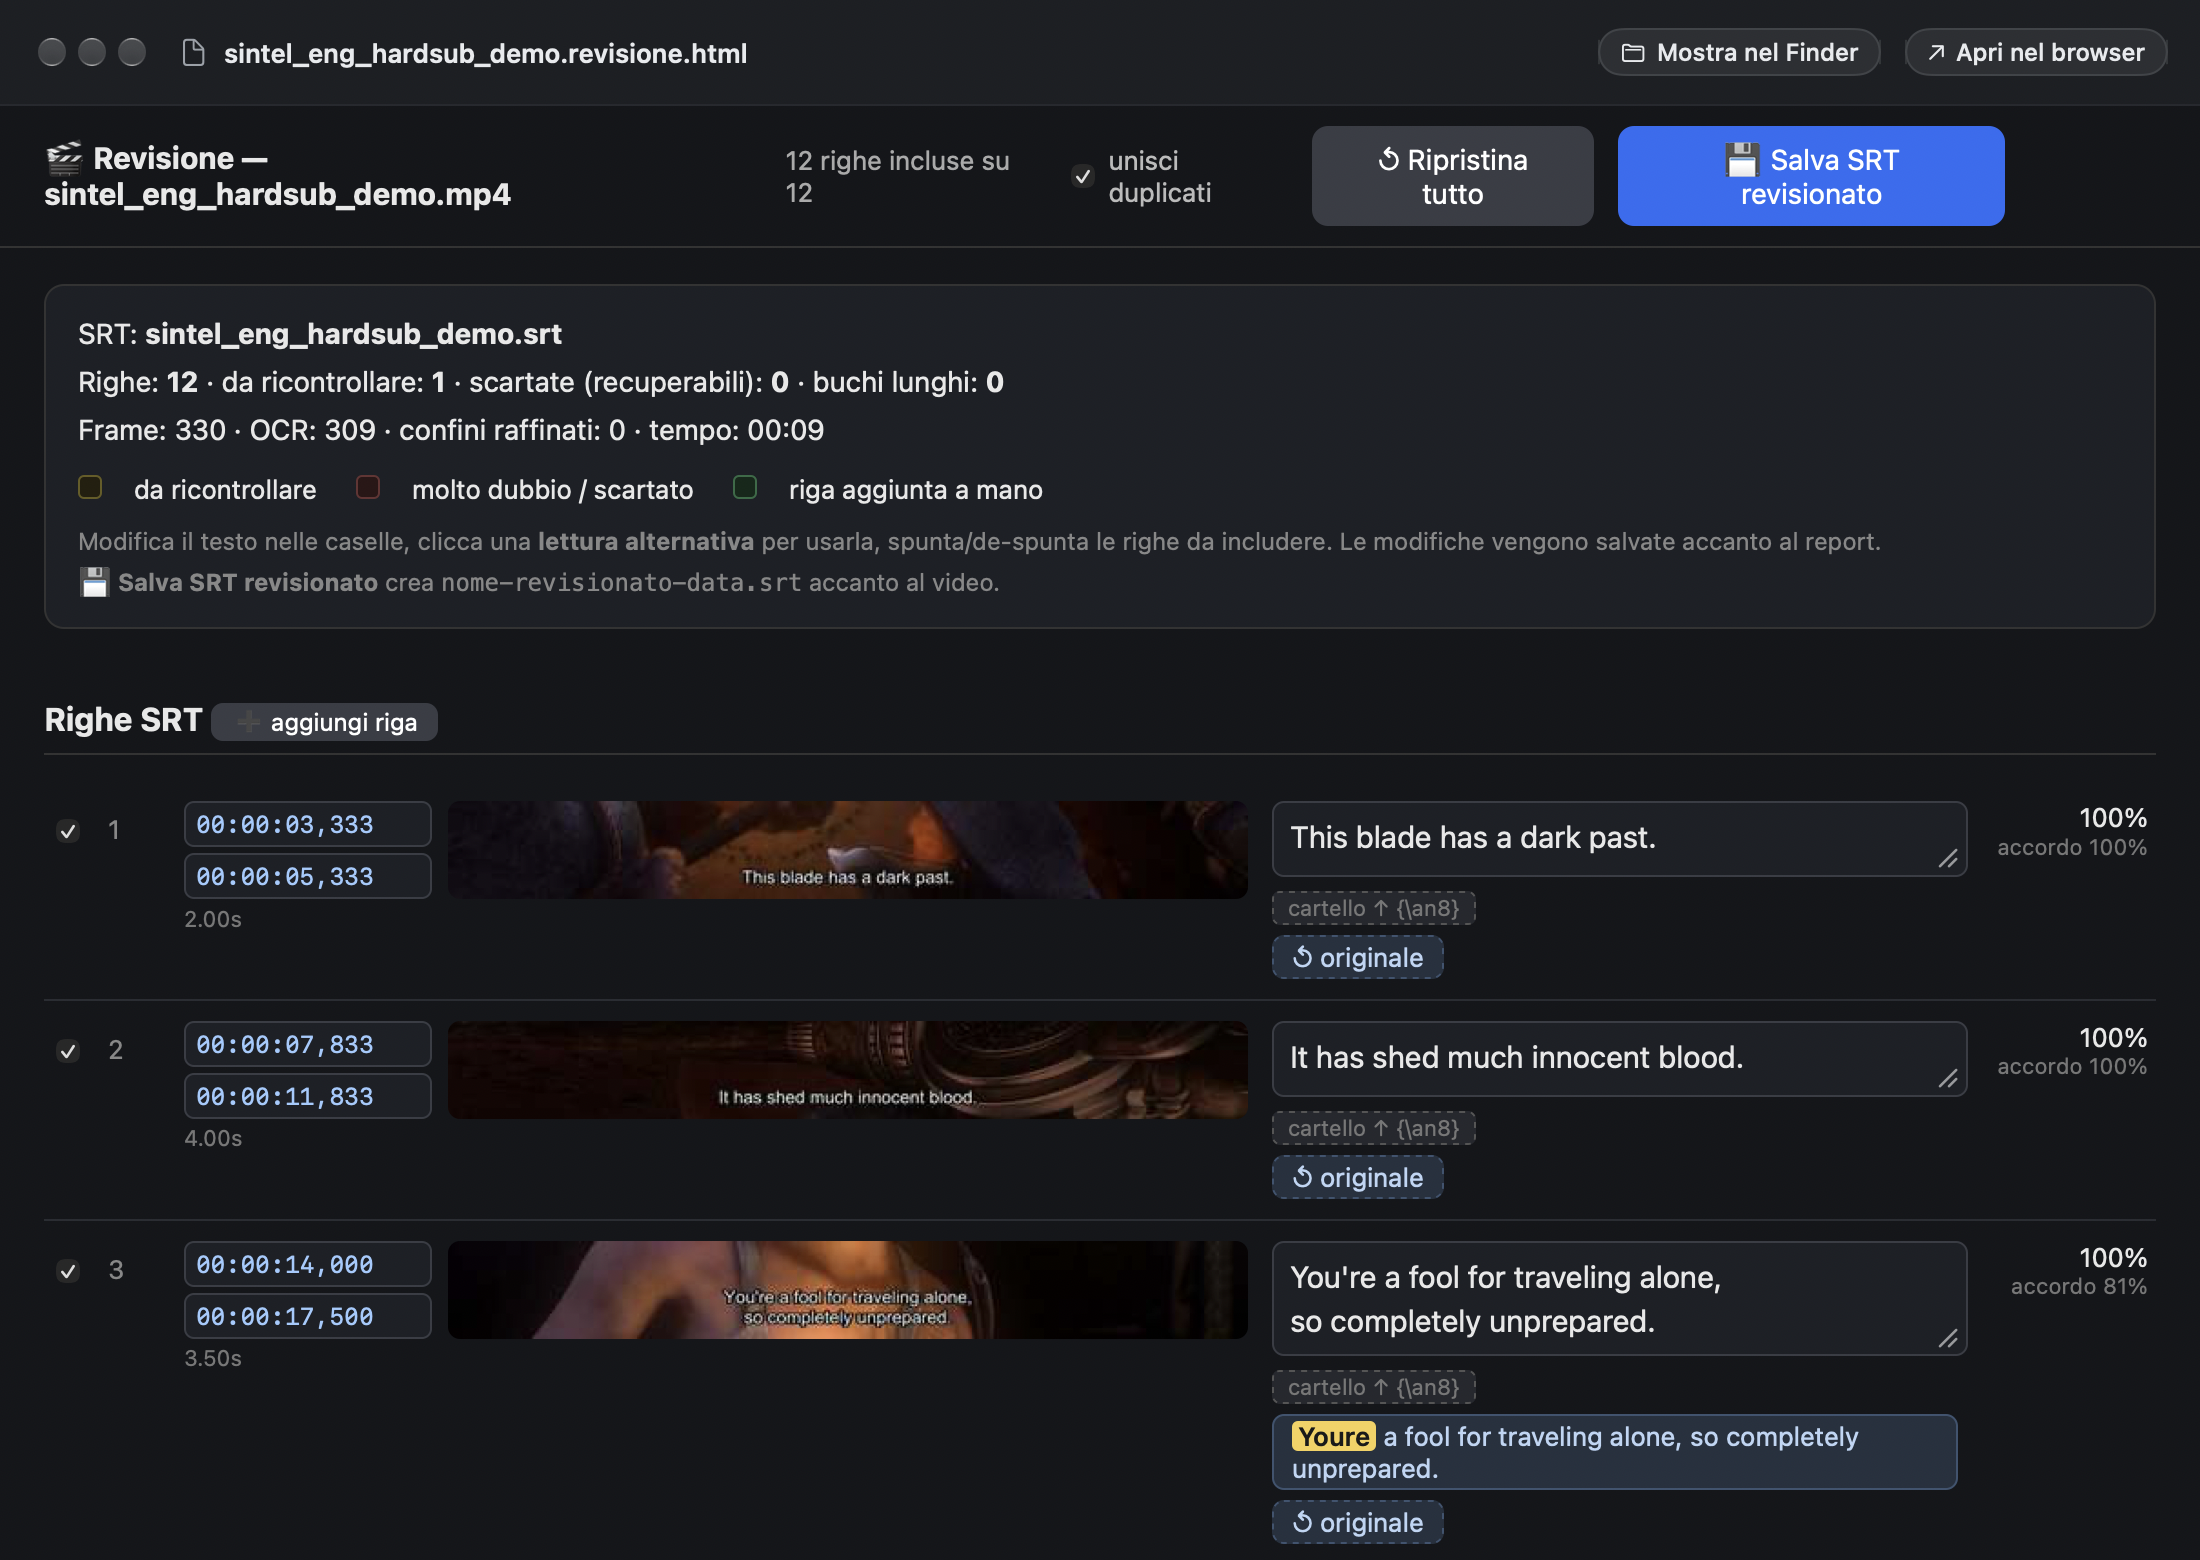 sintel_eng_hardsub_demo.revisione.html
Mostra nel Finder
Apri nel browser
Revisione —
sintel_eng_hardsub_demo.mp4
12 righe incluse su
12
unisci
duplicati
Ripristina
tutto
Salva SRT
revisionato
SRT: sintel_eng_hardsub_demo.srt
Righe: 12 · da ricontrollare: 1 · scartate (recuperabili): 0 · buchi lunghi: 0
Frame: 330 · OCR: 309 · confini raffinati: 0 · tempo: 00:09
da ricontrollare
molto dubbio / scartato
riga aggiunta a mano
Modifica il testo nelle caselle, clicca una lettura alternativa per usarla, spunta/de-spunta le righe da includere. Le modifiche vengono salvate accanto al report.
Salva SRT revisionato crea nome-revisionato-data.srt accanto al video.
Righe SRT
aggiungi riga
1
00:00:03,333
00:00:05,333
2.00s
This blade has a dark past.
This blade has a dark past.
cartello ↑ {\an8}
originale
100%
accordo 100%
2
00:00:07,833
00:00:11,833
4.00s
It has shed much innocent blood.
It has shed much innocent blood.
cartello ↑ {\an8}
originale
100%
accordo 100%
3
00:00:14,000
00:00:17,500
3.50s
You're a fool for traveling alone,
so completely unprepared.
You're a fool for traveling alone,
so completely unprepared.
cartello ↑ {\an8}
Youre a fool for traveling alone, so completely
unprepared.
originale
100%
accordo 81%